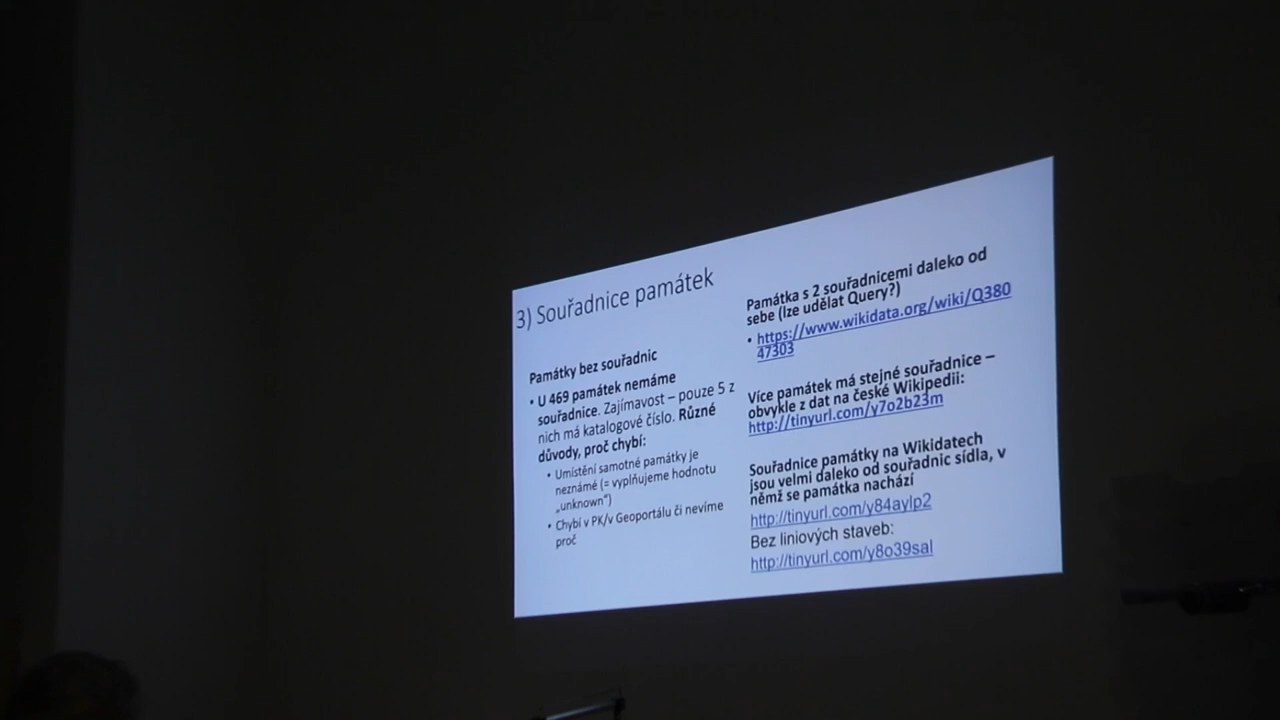 3) Souřadnice památek
Památky bez souřadnic
• U 469 památek nemáme
souřadnice. Zajímavost – pouze 5 z
nich má katalogové číslo. Různé
důvody, proč chybí:
• Umístění samotné památky je
neznámé (= vyplňujeme hodnotu
„unknown“)
• Chybí v PK/v Geoportálu či nevíme
proč
Památka s 2 souřadnicemi daleko od
sebe (lze udělat Query?)
• https://www.wikidata.org/wiki/Q380
47303
Více památek má stejné souřadnice –
obvykle z dat na české Wikipedii:
http://tinyurl.com/y7o2b23m
Souřadnice památky na Wikidatech
jsou velmi daleko od souřadnic sídla, v
němž se památka nachází
http://tinyurl.com/y84aylp2
Bez liniových staveb:
http://tinyurl.com/y8o39sal